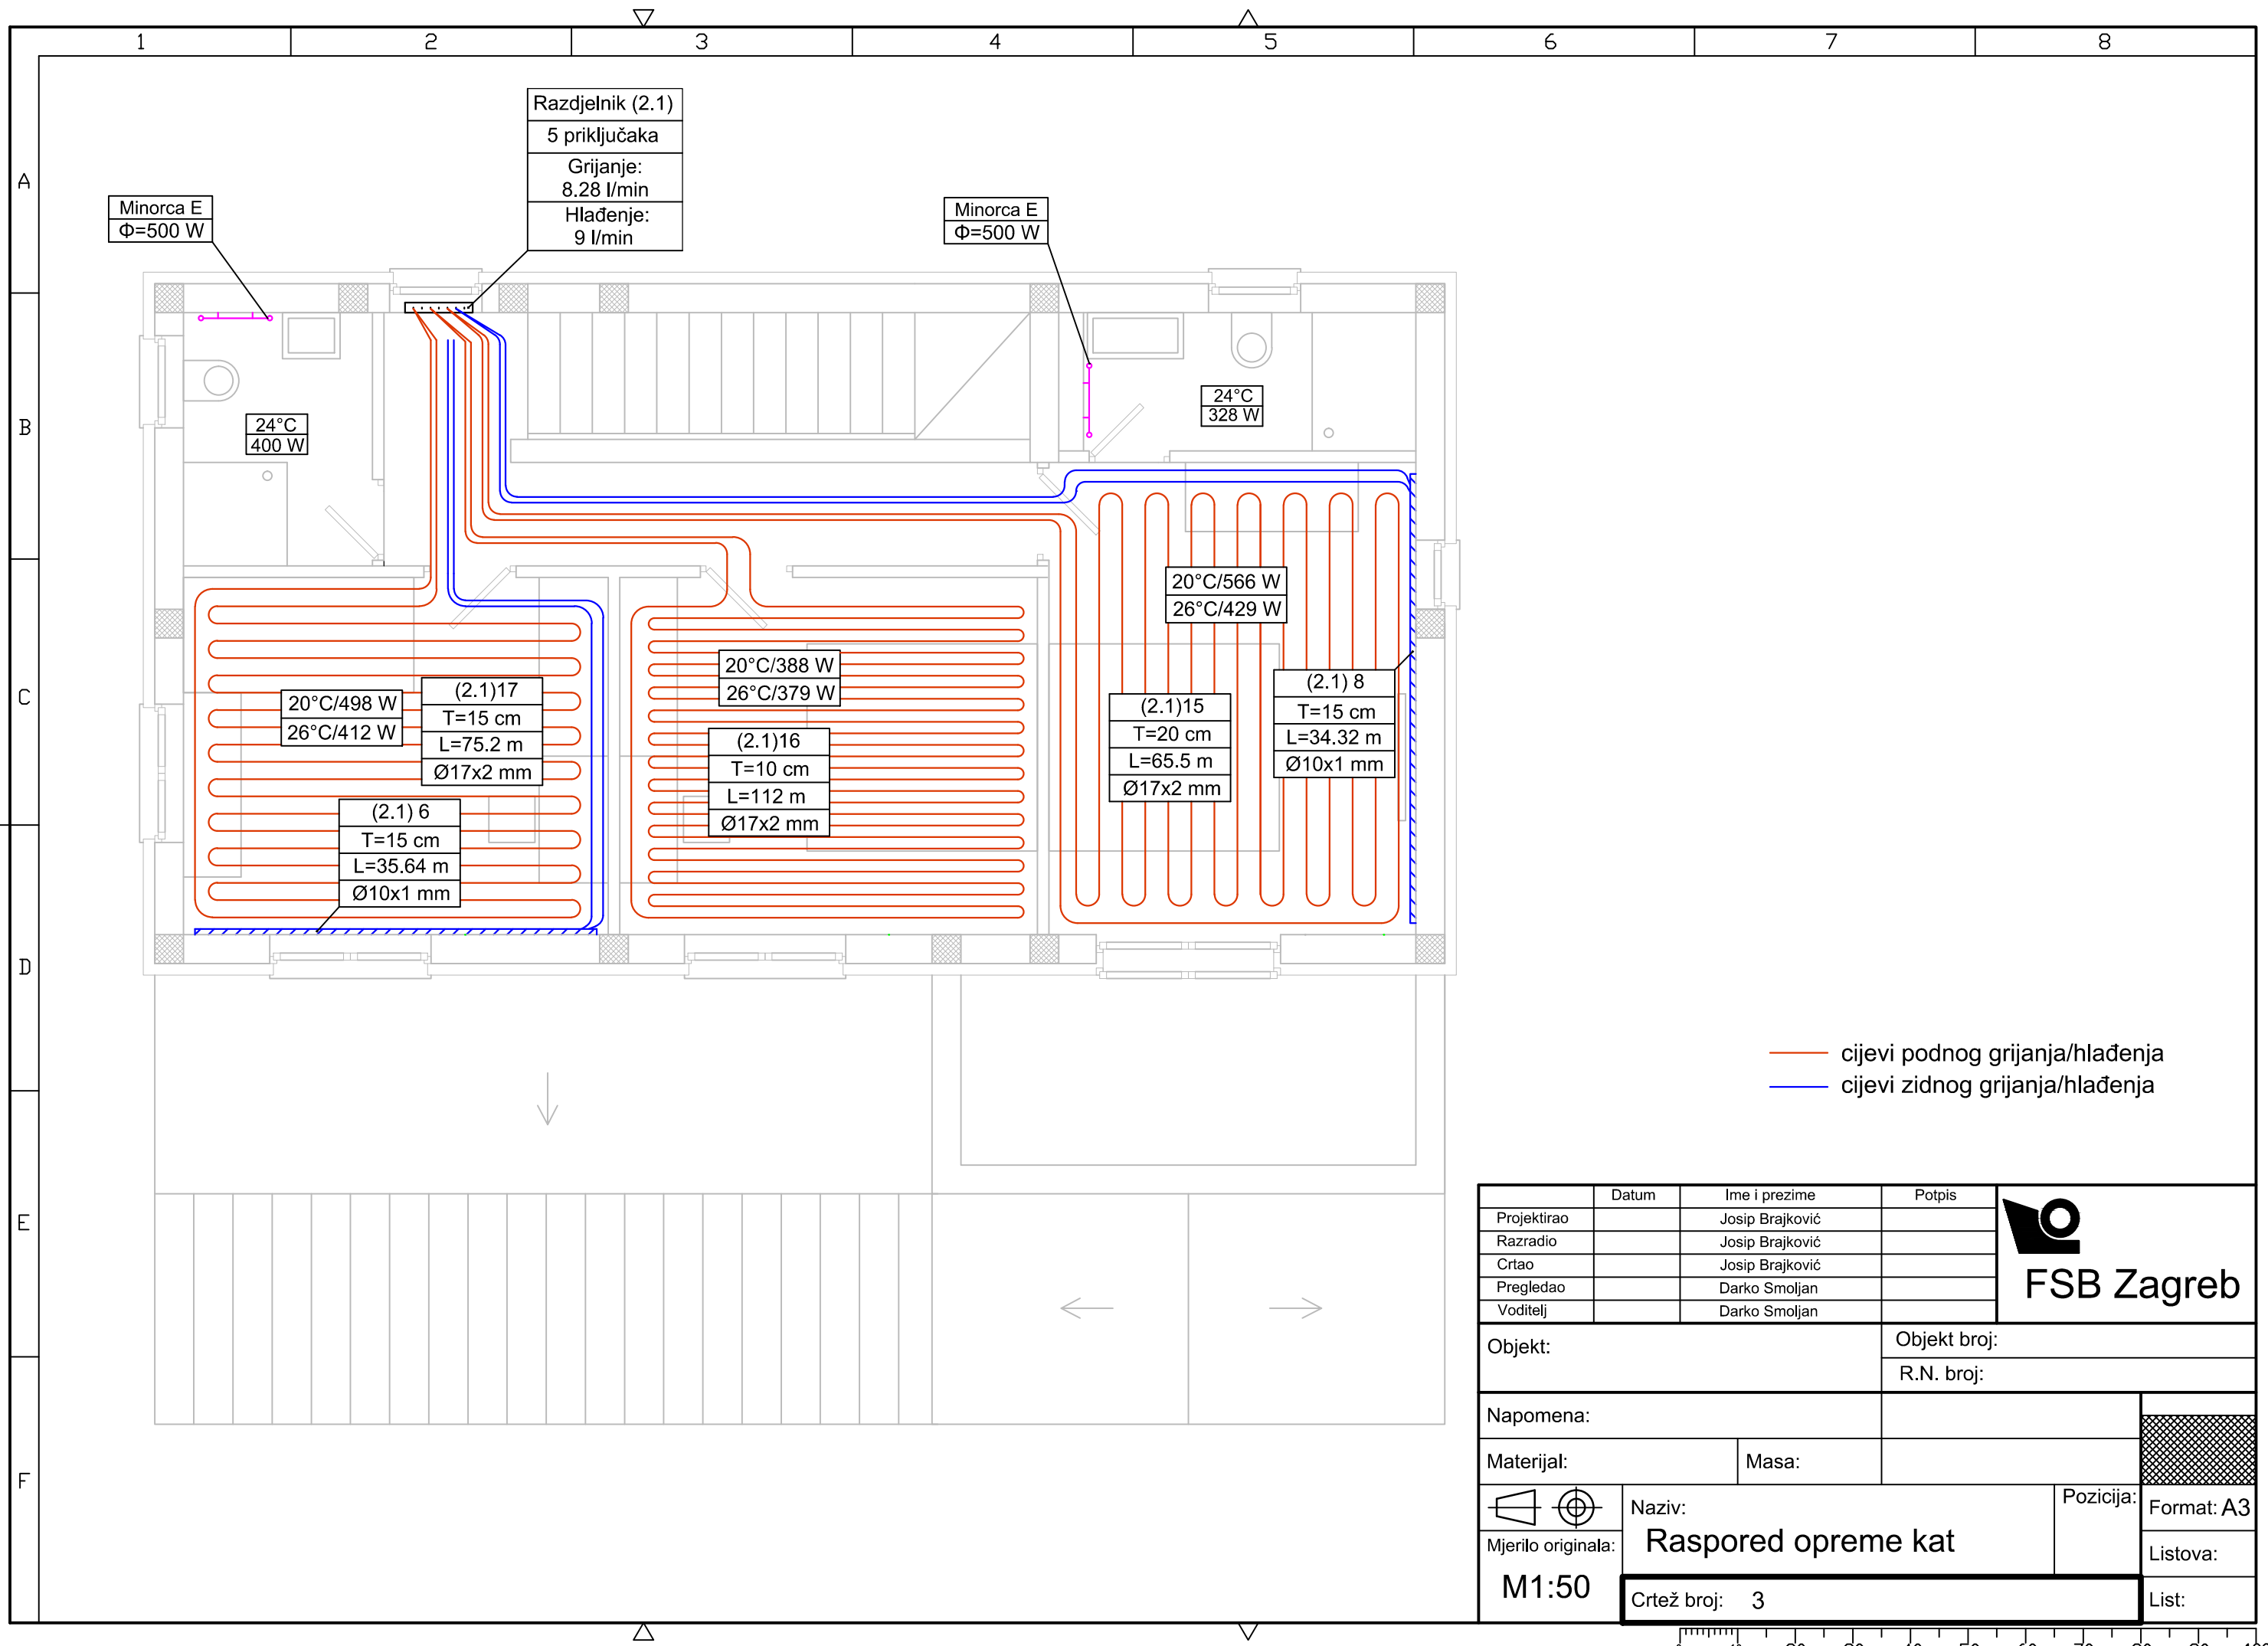 1 2 3 4 5 6 7 8
A
B
C
D
E
F
Razdjelnik (2.1)
5 priključaka
Grijanje:
8.28 l/min
Hlađenje:
9 l/min
Minorca E
Φ=500 W
Minorca E
Φ=500 W
24°C
400 W
24°C
328 W
20°C/566 W
26°C/429 W
20°C/388 W
26°C/379 W
20°C/498 W
26°C/412 W
(2.1)17
T=15 cm
L=75.2 m
Ø17x2 mm
(2.1) 8
T=15 cm
L=34.32 m
Ø10x1 mm
(2.1)15
T=20 cm
L=65.5 m
Ø17x2 mm
(2.1)16
T=10 cm
L=112 m
Ø17x2 mm
(2.1) 6
T=15 cm
L=35.64 m
Ø10x1 mm
cijevi podnog grijanja/hlađenja
cijevi zidnog grijanja/hlađenja
Datum Ime i prezime Potpis
Projektirao Josip Brajković
Razradio Josip Brajković
Crtao Josip Brajković
Pregledao Darko Smoljan
Voditelj Darko Smoljan
FSB Zagreb
Objekt:
Objekt broj:
R.N. broj:
Napomena:
Materijal: Masa:
Naziv:
Raspored opreme kat
Pozicija:
Format: A3
Mjerilo originala:
M1:50
Listova:
Crtež broj: 3
List: